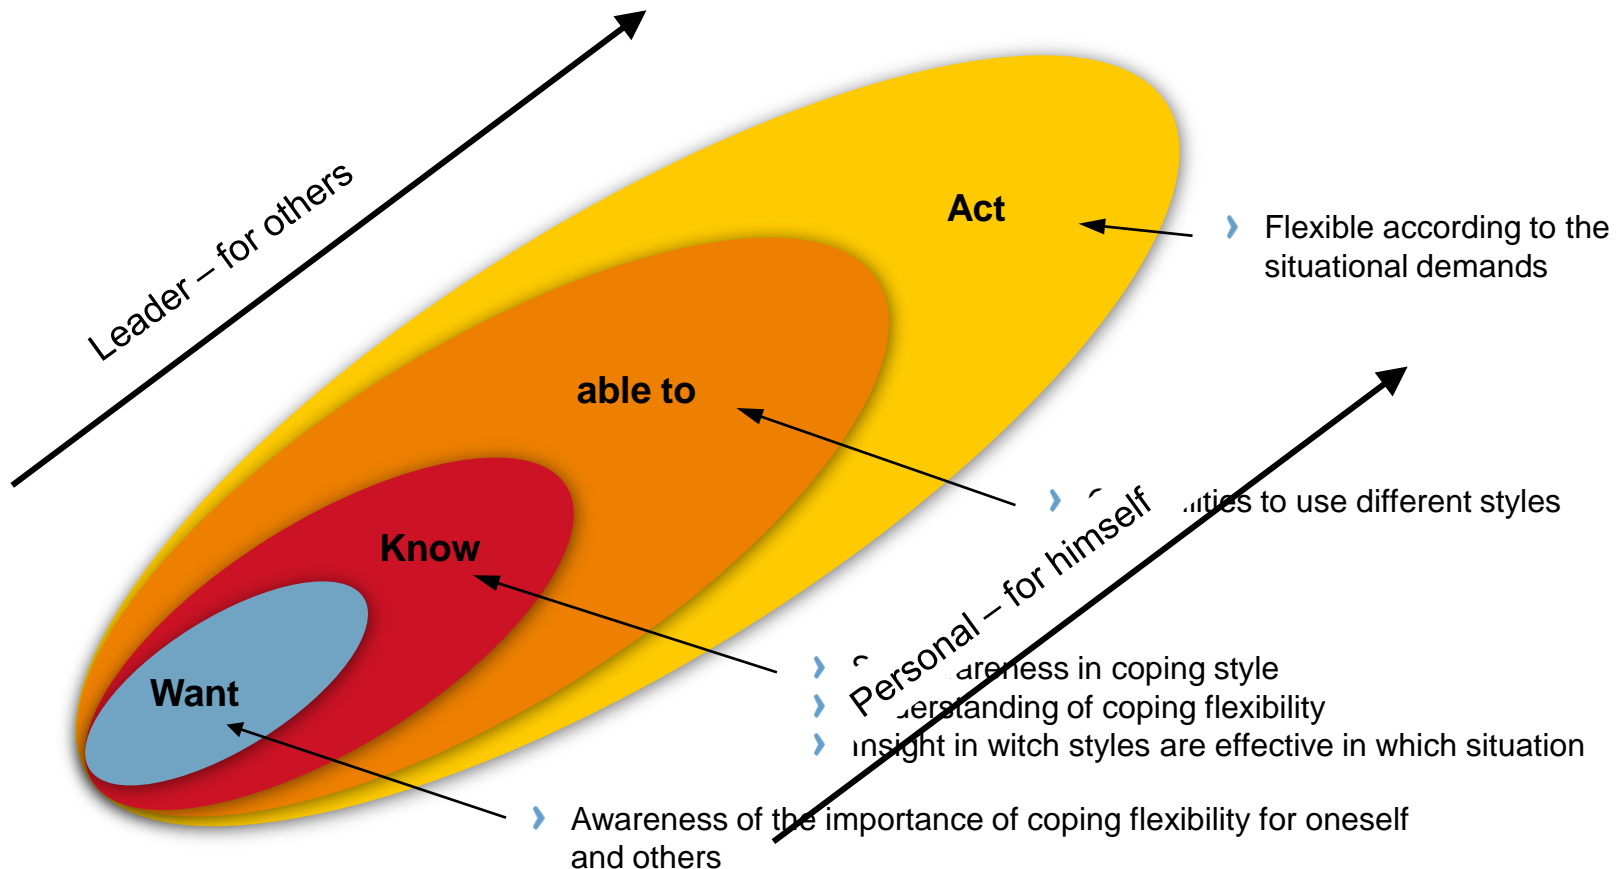 Leader – for others
Act
Flexible according to the
situational demands
able to
to use different styles
Personal – for himself
Know
in coping style
of coping flexibility
Insight in witch styles are effective in which situation
Want
Awareness of the importance of coping flexibility for oneself
and others